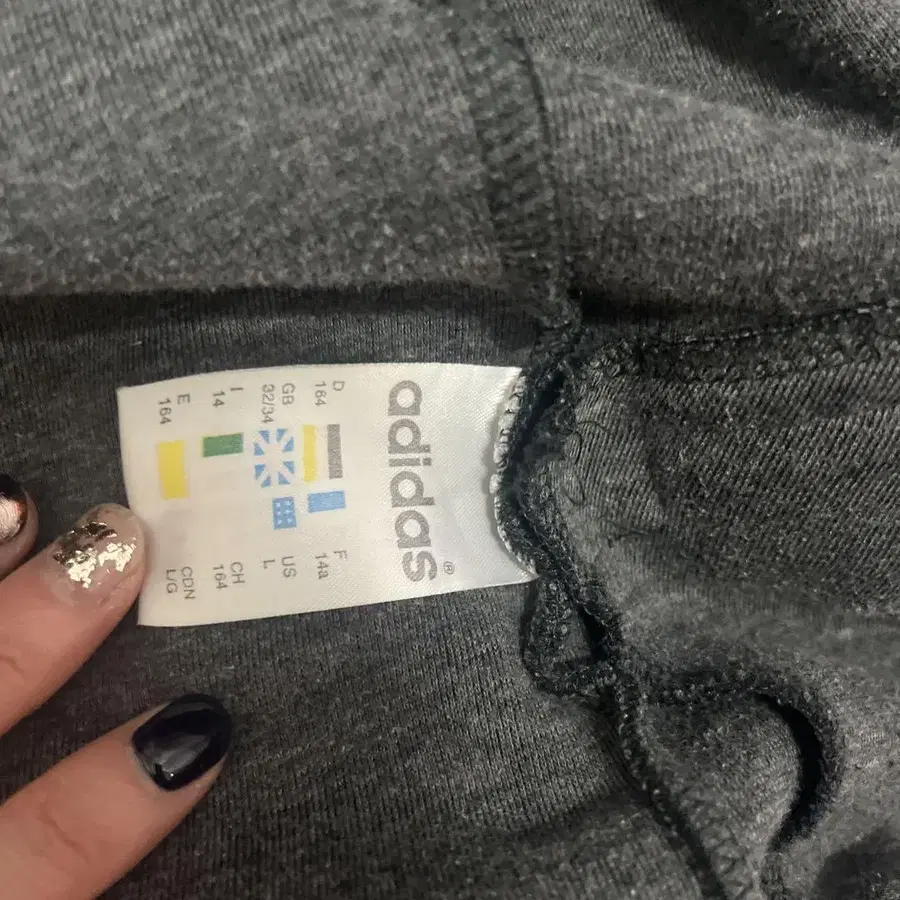 adidas®
D
164
F
14a
GB
32/34
US
L
I
14
CH
164
E
164
CDN
L/G